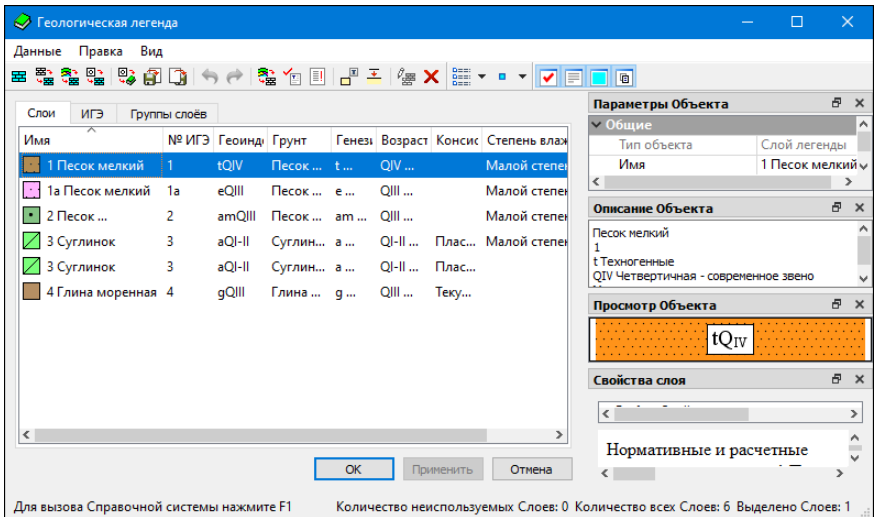 Геологическая легенда
Данные Правка Вид
Слои ИГЭ Группы слоёв
Имя № ИГЭ Геоинд Грунт Генези Возраст Консис Степень влаж
1 Песок мелкий 1 tQIV Песок ... t ... QIV ... Малой степен
1а Песок мелкий 1а eQIII Песок ... e ... QIII ... Малой степен
2 Песок ... 2 amQIII Песок ... am ... QIII ... Малой степен
3 Суглинок 3 aQI-II Суглин... a ... QI-II ... Плас... Малой степен
3 Суглинок 3 aQI-II Суглин... a ... QI-II ... Плас...
4 Глина моренная 4 gQIII Глина ... g ... QIII ... Теку...
ОК Применить Отмена
Параметры Объекта
Общие
Тип объекта Слой легенды
Имя 1 Песок мелкий
Описание Объекта
Песок мелкий
1
t Техногенные
QIV Четвертичная - современное звено
Просмотр Объекта
tQIV
Свойства слоя
Нормативные и расчетные
Для вызова Справочной системы нажмите F1 Количество неиспользуемых Слоев: 0 Количество всех Слоев: 6 Выделено Слоев: 1